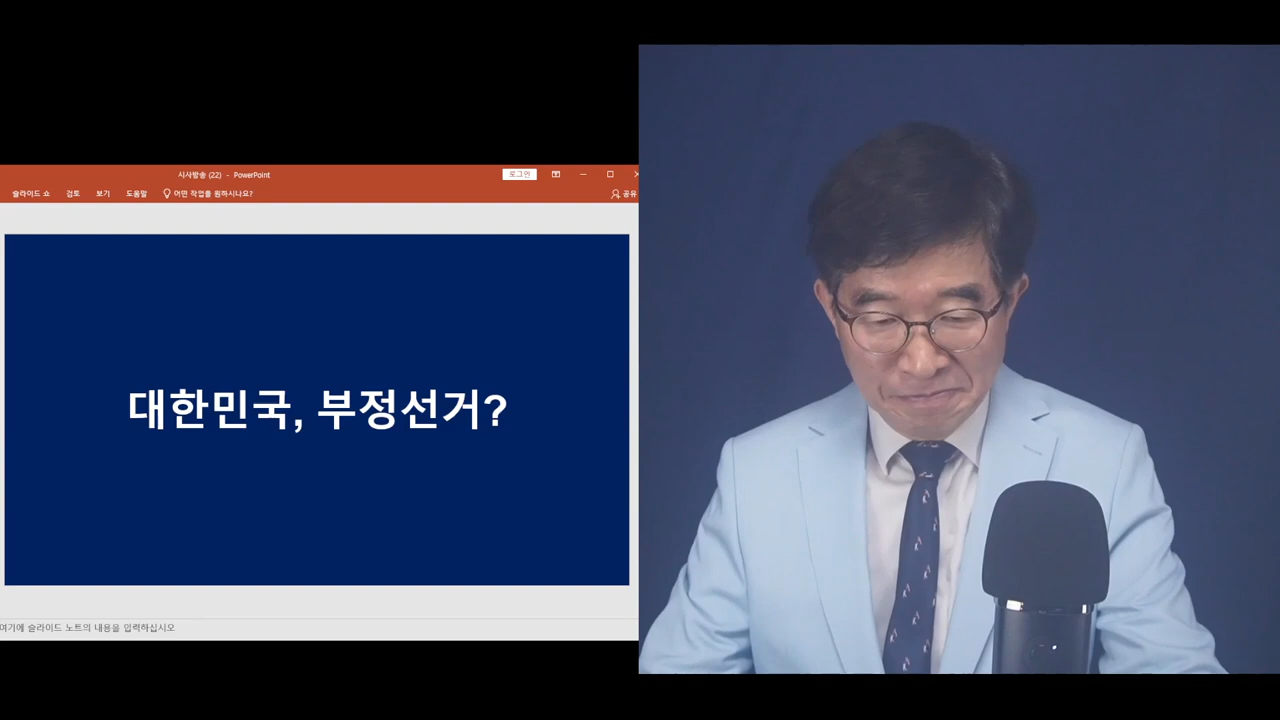 시사방송 (22) - PowerPoint
로그인
슬라이드 쇼 검토 보기 도움말 어떤 작업을 원하시나요? 공유
대한민국, 부정선거?
여기에 슬라이드 노트의 내용을 입력하십시오